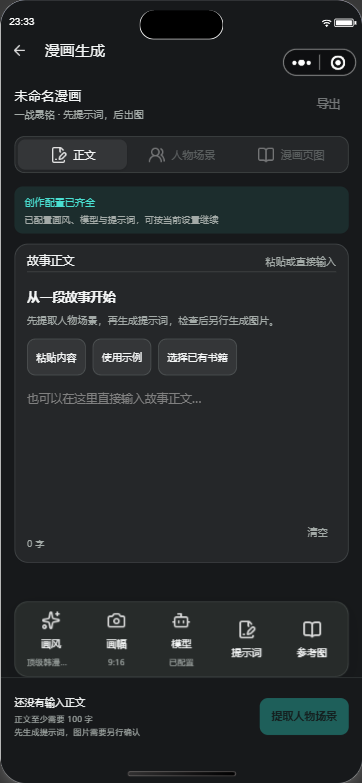 23:33
漫画生成
未命名漫画
一战晟铭 · 先提示词，后出图
导出
正文
人物场景
漫画页图
创作配置已齐全
已配置画风、模型与提示词，可按当前设置继续
故事正文
粘贴或直接输入
从一段故事开始
先提取人物场景，再生成提示词，检查后另行生成图片。
粘贴内容
使用示例
选择已有书籍
也可以在这里直接输入故事正文...
清空
0 字
画风
画幅
模型
提示词
参考图
顶级韩漫...
9:16
已配置
还没有输入正文
正文至少需要 100 字
先生成提示词，图片需要另行确认
提取人物场景